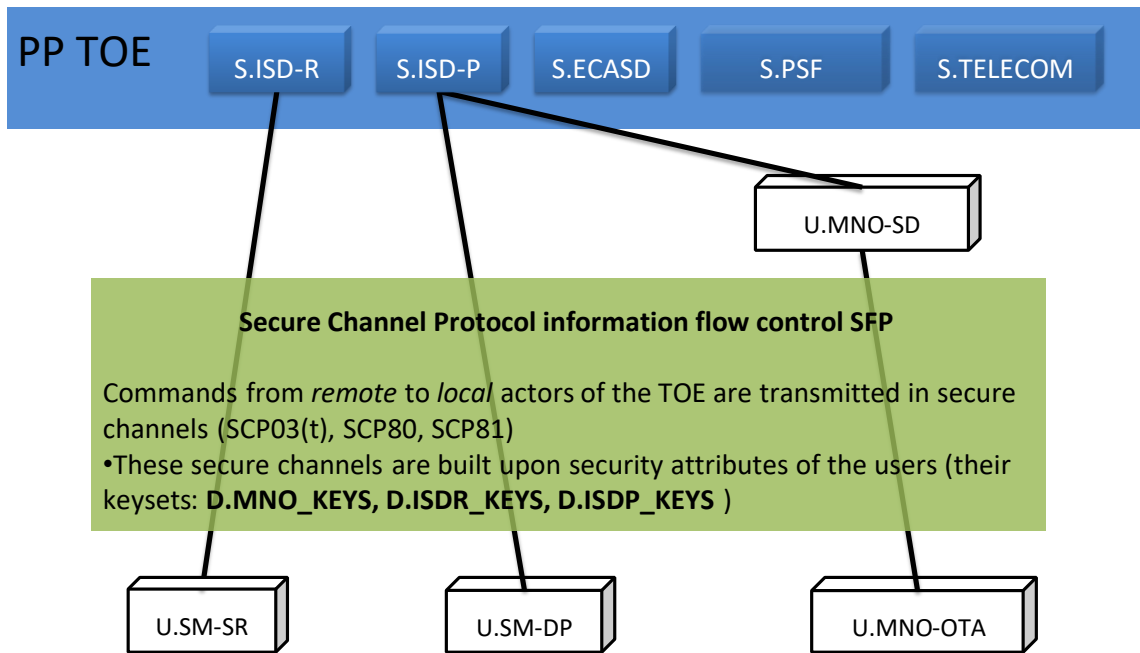 PP TOE
S.ISD-R
S.ISD-P
S.ECASD
S.PSF
S.TELECOM
U.MNO-SD
Secure Channel Protocol information flow control SFP
Commands from remote to local actors of the TOE are transmitted in secure
channels (SCP03(t), SCP80, SCP81)
•These secure channels are built upon security attributes of the users (their
keysets: D.MNO_KEYS, D.ISDR_KEYS, D.ISDP_KEYS )
U.SM-SR
U.SM-DP
U.MNO-OTA